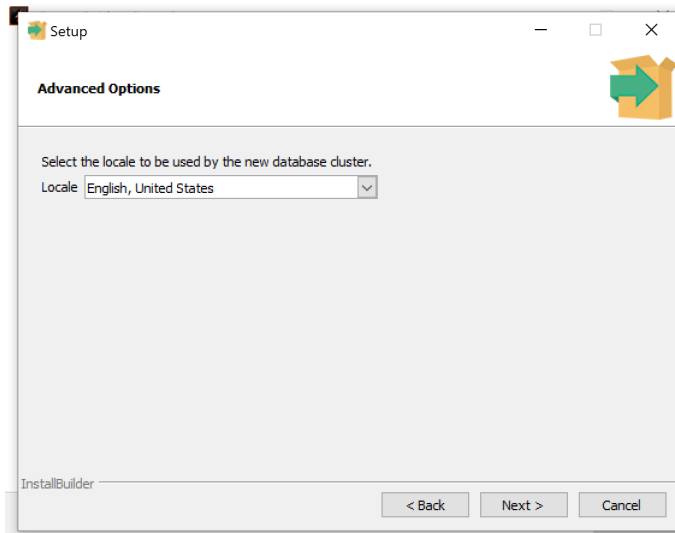 Setup
Advanced Options
Select the locale to be used by the new database cluster.
Locale English, United States
InstallBuilder
< Back Next > Cancel